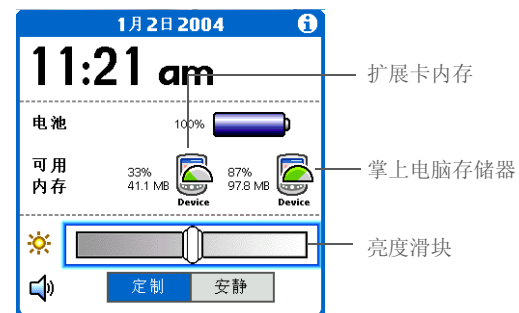 1月2日2004
11:21 am
扩展卡内存
电池 100%
可用
内存
33%
41.1 MB
Device
87%
97.8 MB
Device
掌上电脑存储器
亮度滑块
定制 安静